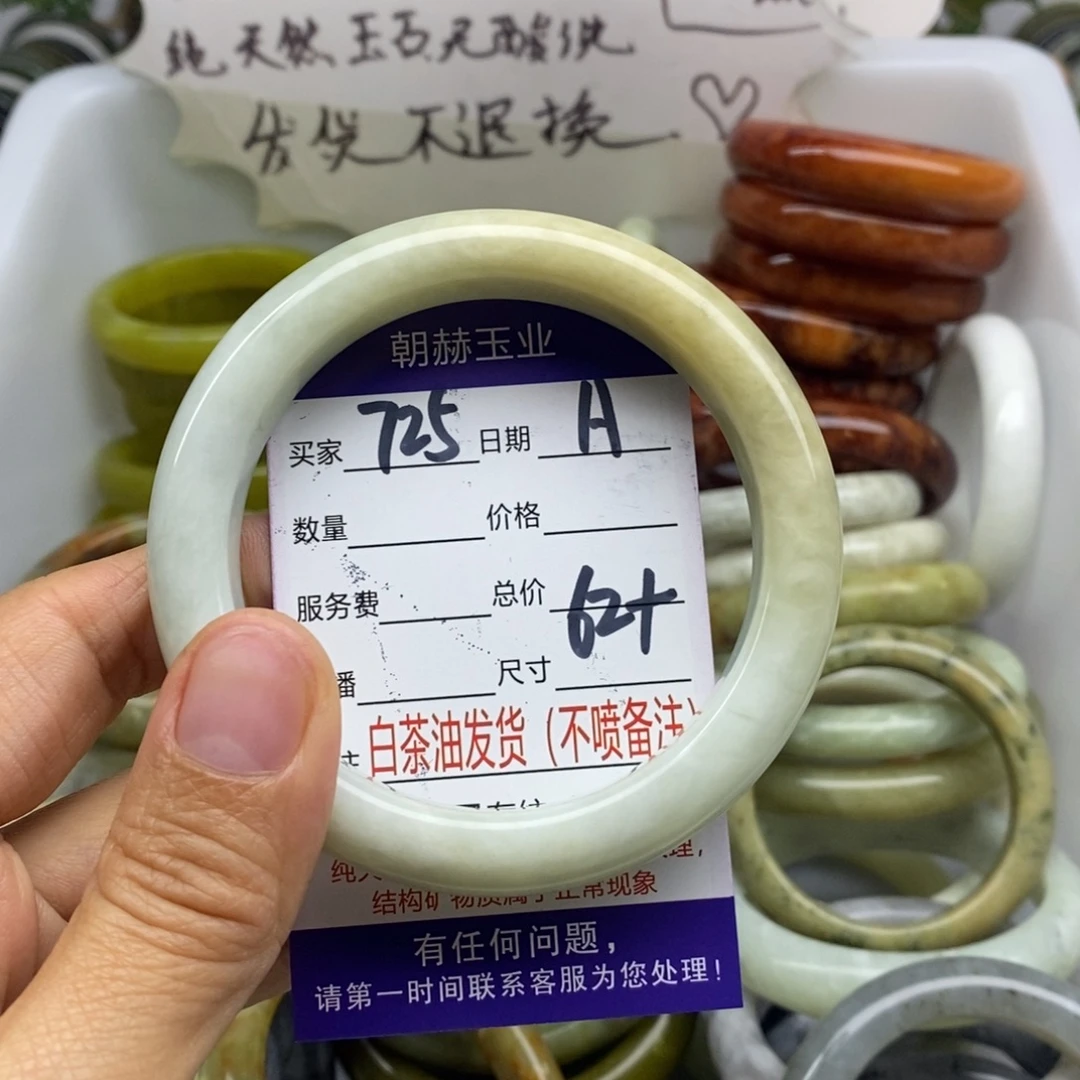 纯天然玉石无酸洗
发货不退换
朝赫玉业
买家 725 日期 A
数量 价格
服务费 总价 62+
播 尺寸
白茶油发货（不喷备注）
纯 理，
结构矿物质属于正常现象
有任何问题，
请第一时间联系客服为您处理！